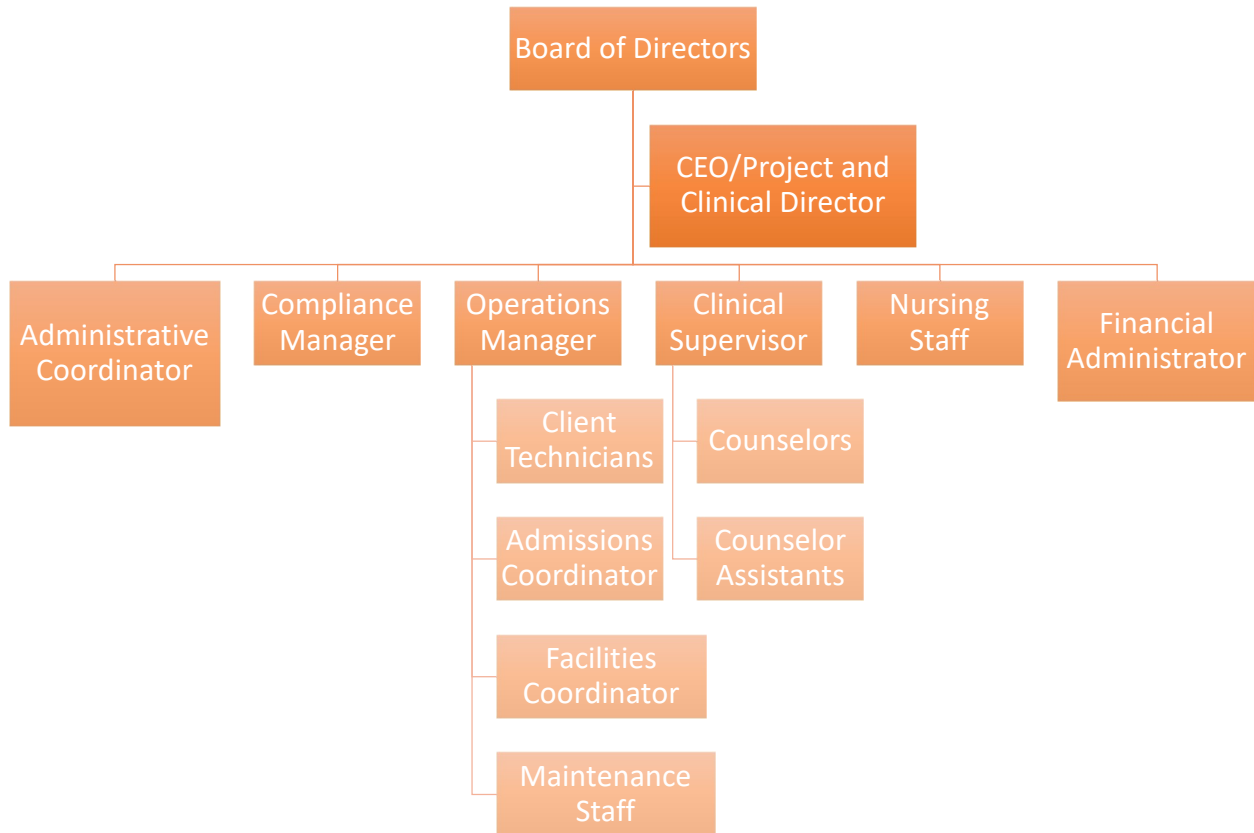 Board of Directors
CEO/Project and
Clinical Director
Administrative
Coordinator
Compliance
Manager
Operations
Manager
Clinical
Supervisor
Nursing
Staff
Financial
Administrator
Client
Technicians
Admissions
Coordinator
Facilities
Coordinator
Maintenance
Staff
Counselors
Counselor
Assistants